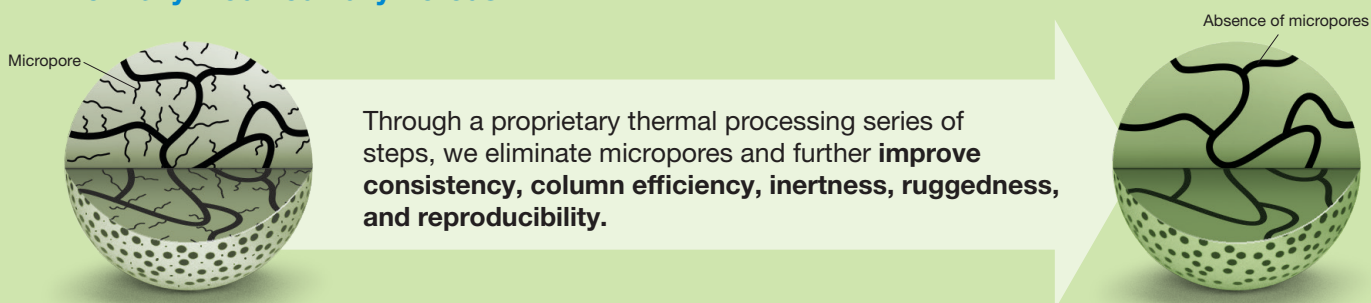 Absence of micropores
Micropore
Through a proprietary thermal processing series of
steps, we eliminate micropores and further improve
consistency, column efficiency, inertness, ruggedness,
and reproducibility.